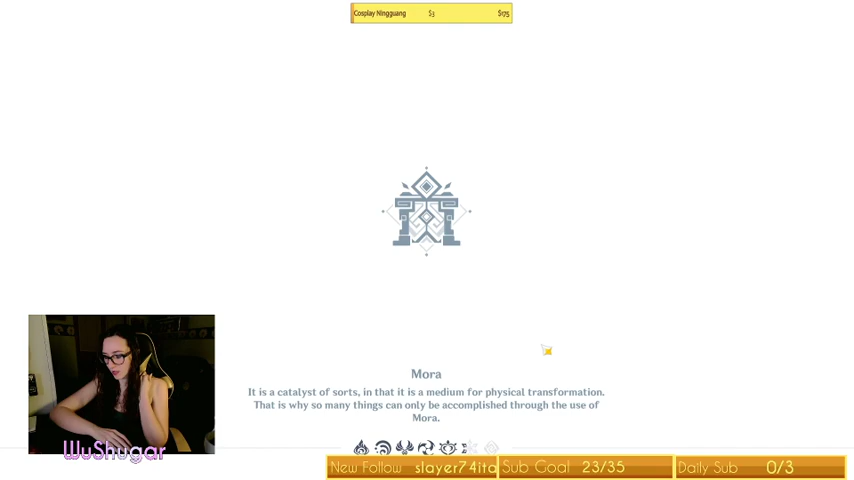 Cosplay Ningguang $3 $175
Mora
It is a catalyst of sorts, in that it is a medium for physical transformation.
That is why so many things can only be accomplished through the use of
Mora.
WuShugar
New Follow slayer74ita Sub Goal 23/35 Daily Sub 0/3